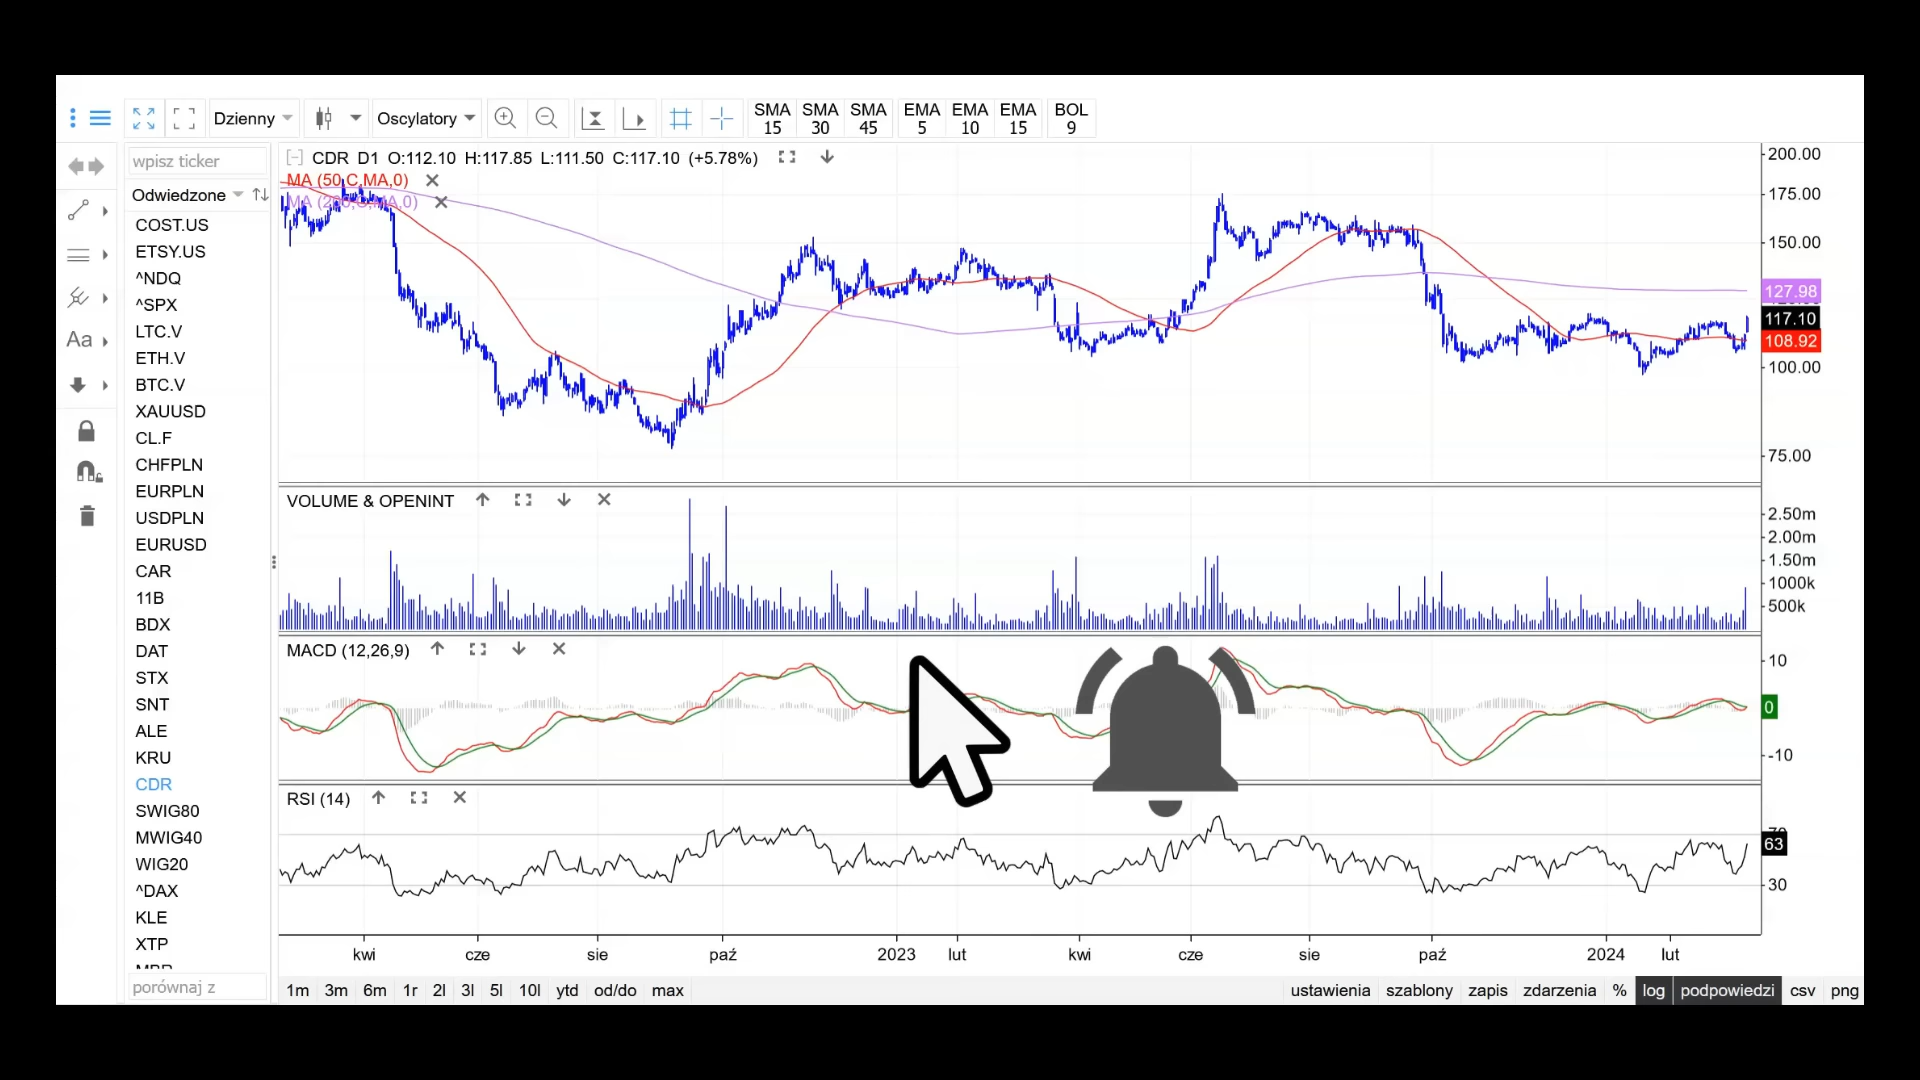 Dzienny
Oscylatory
SMA 15
SMA 30
SMA 45
EMA 5
EMA 10
EMA 15
BOL 9
wpisz ticker
Odwiedzone
COST.US
ETSY.US
^NDQ
^SPX
LTC.V
ETH.V
BTC.V
XAUUSD
CL.F
CHFPLN
EURPLN
USDPLN
EURUSD
CAR
11B
BDX
DAT
STX
SNT
ALE
KRU
CDR
SWIG80
MWIG40
WIG20
^DAX
KLE
XTP
porównaj z
Aa
CDR D1 O:112.10 H:117.85 L:111.50 C:117.10 (+5.78%)
MA (50,C,MA,0)
MA (200,C,MA,0)
200.00
175.00
150.00
127.98
117.10
108.92
100.00
75.00
VOLUME & OPENINT
2.50m
2.00m
1.50m
1000k
500k
MACD (12,26,9)
10
0
-10
RSI (14)
63
30
kwi cze sie paź 2023 lut kwi cze sie paź 2024 lut
1m 3m 6m 1r 2l 3l 5l 10l ytd od/do max
ustawienia szablony zapis zdarzenia % log podpowiedzi csv png